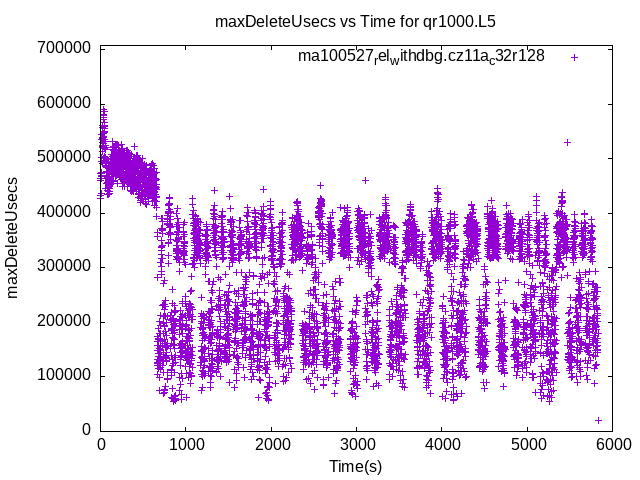 maxDeleteUsecs vs Time for qr1000.L5
ma100527relwithdbg.cz11ac32r128
700000
600000
500000
400000
300000
200000
100000
0
maxDeleteUsecs
0 1000 2000 3000 4000 5000 6000
Time(s)